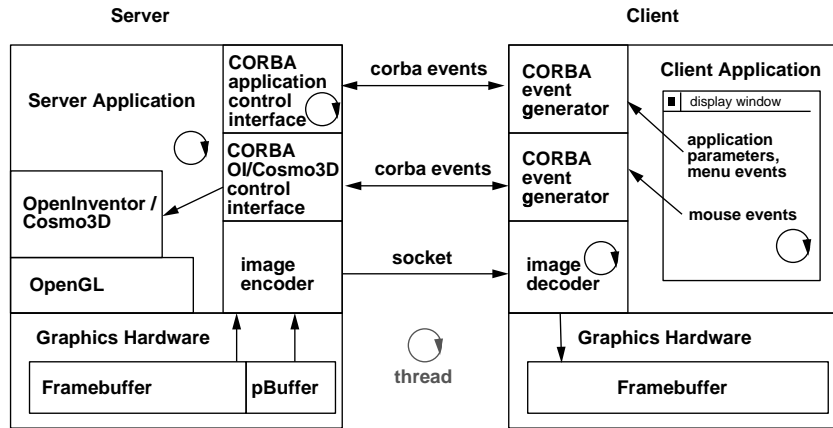 Server
Client
CORBA
application
control
interface
corba events
CORBA
event
generator
Client Application
Server Application
display window
application
parameters,
menu events
CORBA
OI/Cosmo3D
control
interface
corba events
CORBA
event
generator
OpenInventor /
Cosmo3D
mouse events
image
encoder
socket
image
decoder
OpenGL
Graphics Hardware
Graphics Hardware
thread
Framebuffer
pBuffer
Framebuffer